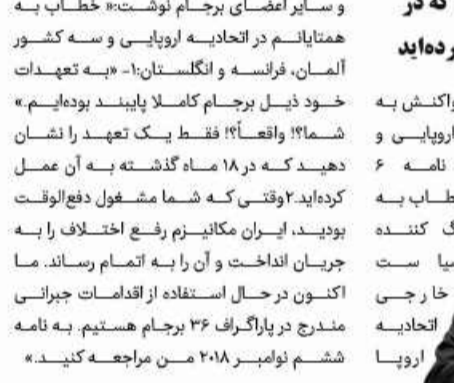 که در
رده‌اید
واکنش به
اروپایی و
نامه ۶
طاب به
گ کننده
سیا ست
خا ر جی
اتحادیه
اروپا
و سایر اعضای برجام نوشت:« خطاب به
همتایانم در اتحادیه اروپایی و سه کشور
آلمان، فرانسه و انگلستان:۱- «به تعهدات
خود ذیل برجام کاملا پایبند بوده‌ایم.»
شما؟! واقعاً؟! فقط یک تعهد را نشان
دهید که در ۱۸ ماه گذشته به آن عمل
کرده‌اید.۲وقتی که شما مشغول دفع‌الوقت
بودید، ایران مکانیزم رفع اختلاف را به
جریان انداخت و آن را به اتمام رساند. ما
اکنون در حال استفاده از اقدامات جبرانی
مندرج در پاراگراف ۳۶ برجام هستیم. به نامه
ششم نوامبر ۲۰۱۸ من مراجعه کنید.»